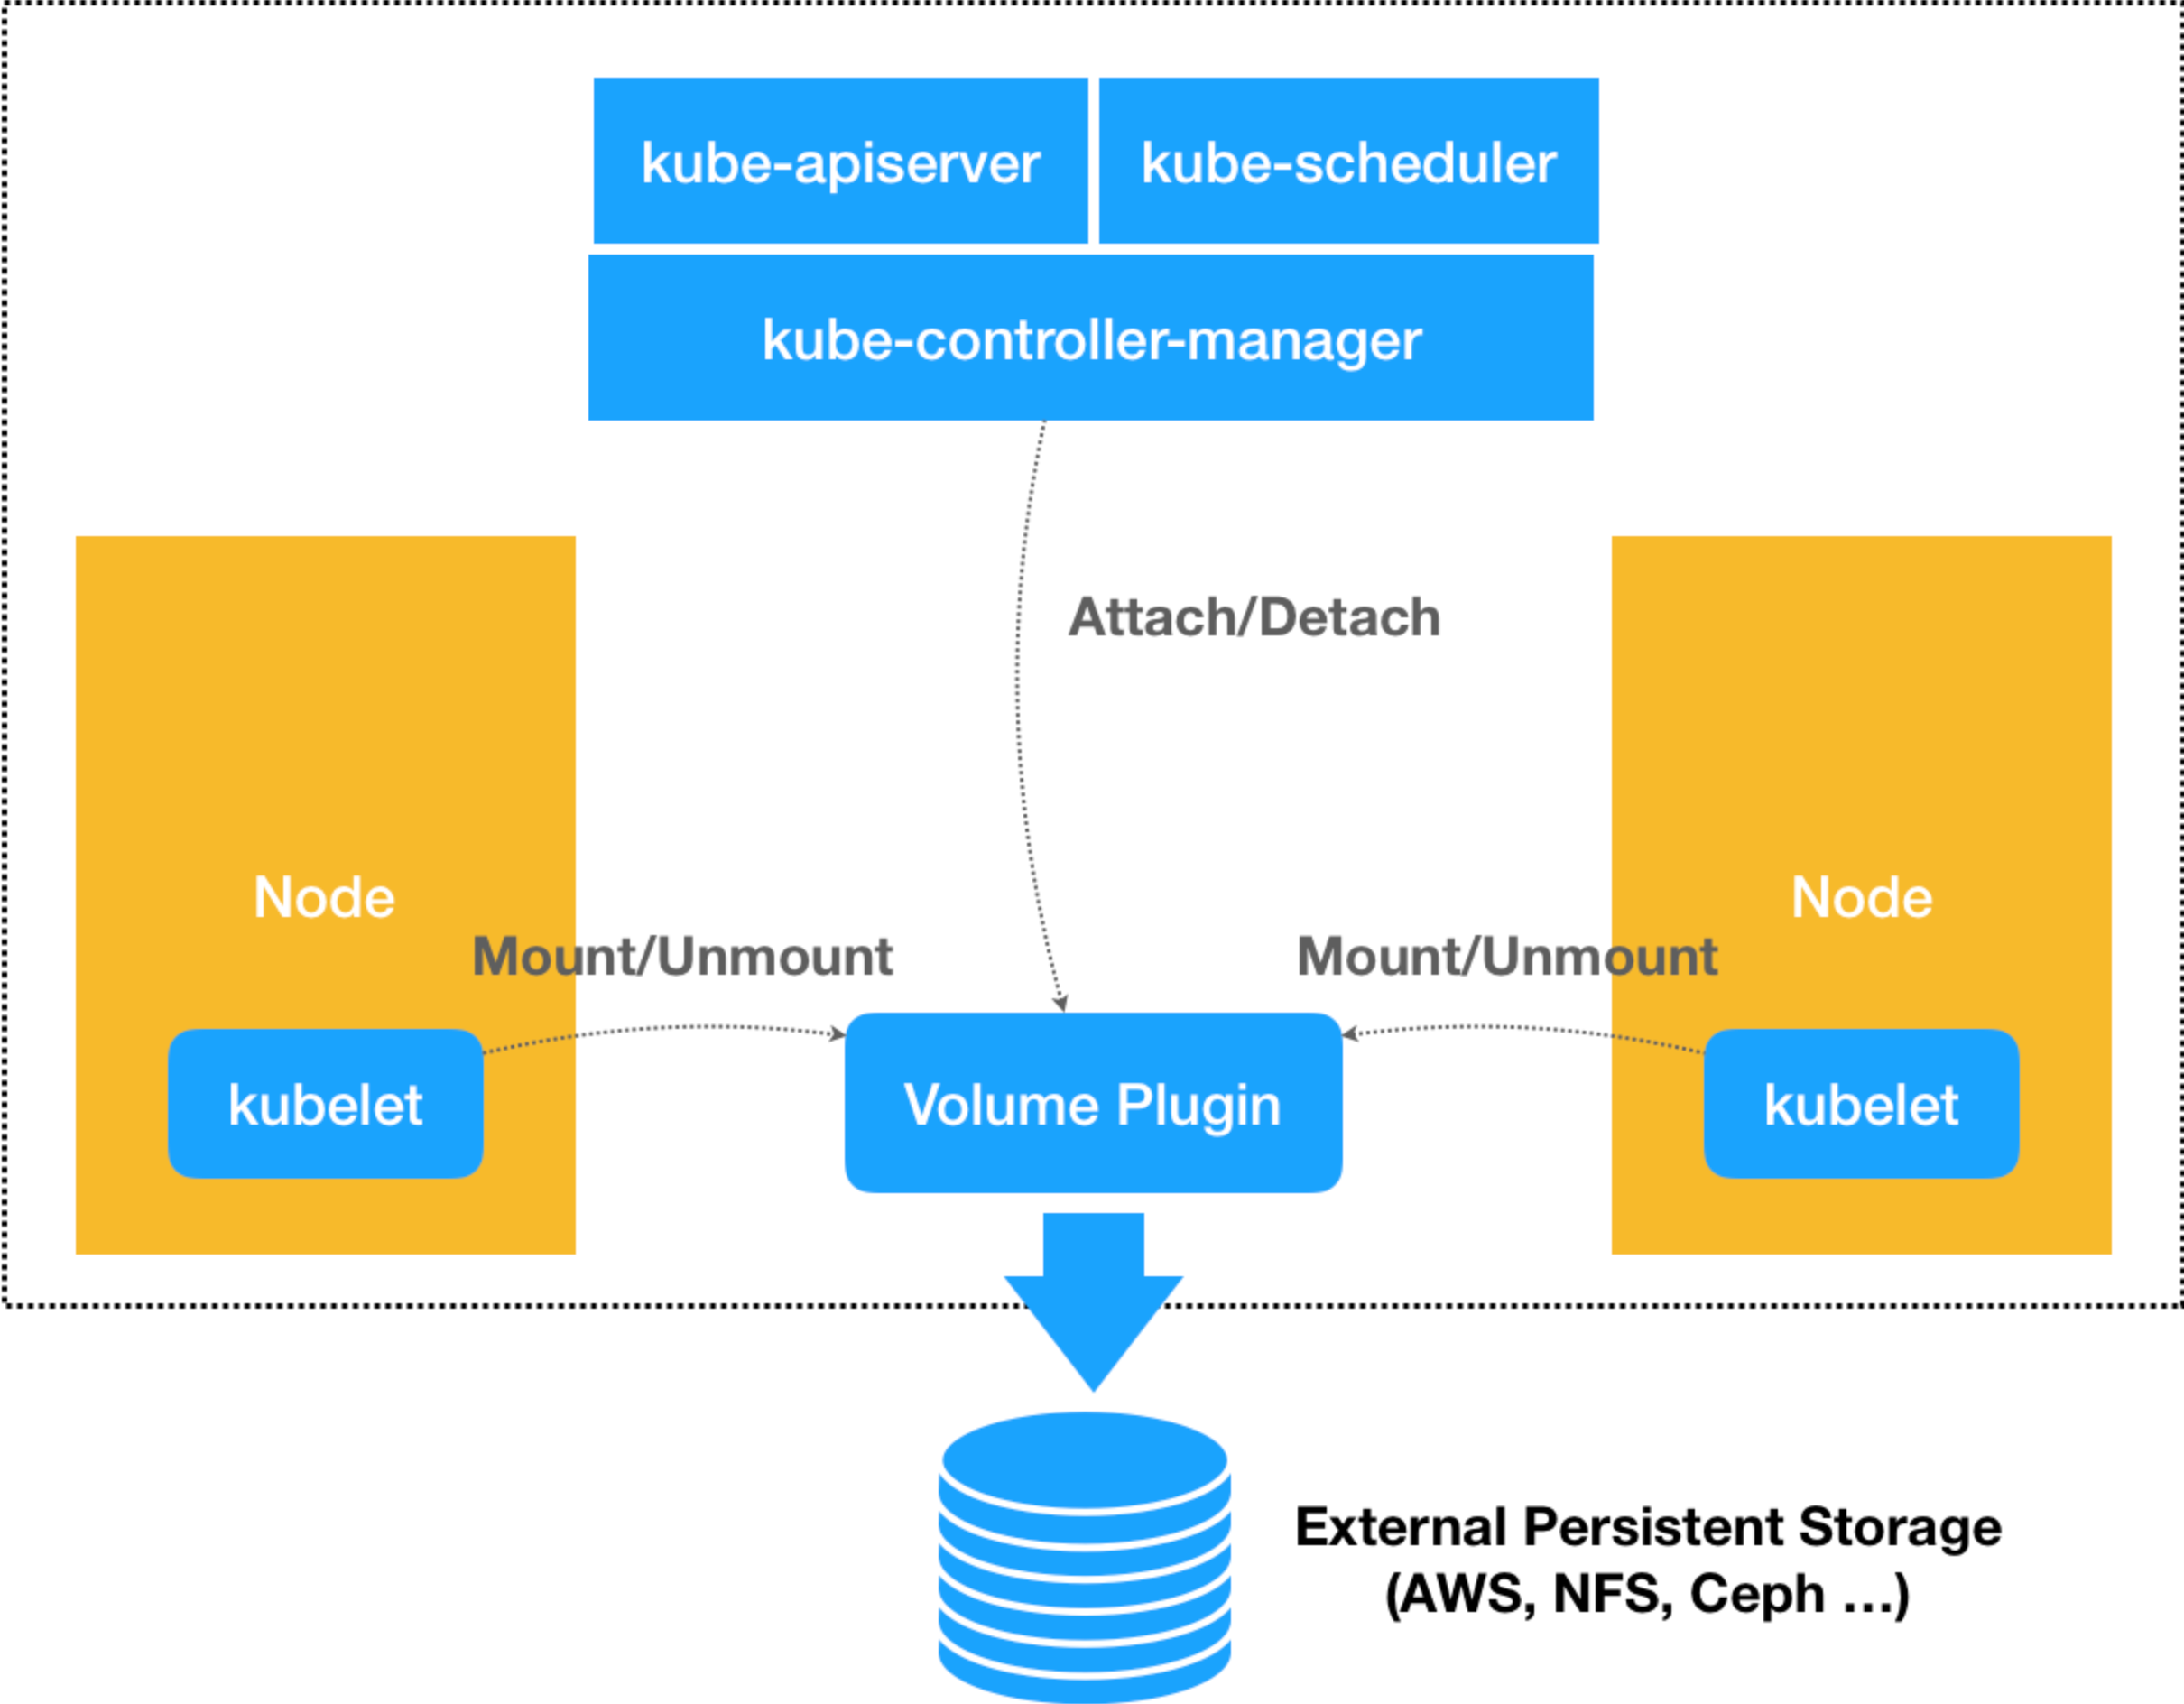 kube-apiserver
kube-scheduler
kube-controller-manager
Attach/Detach
Node
Node
Mount/Unmount
Mount/Unmount
kubelet
Volume Plugin
kubelet
External Persistent Storage
(AWS, NFS, Ceph ...)